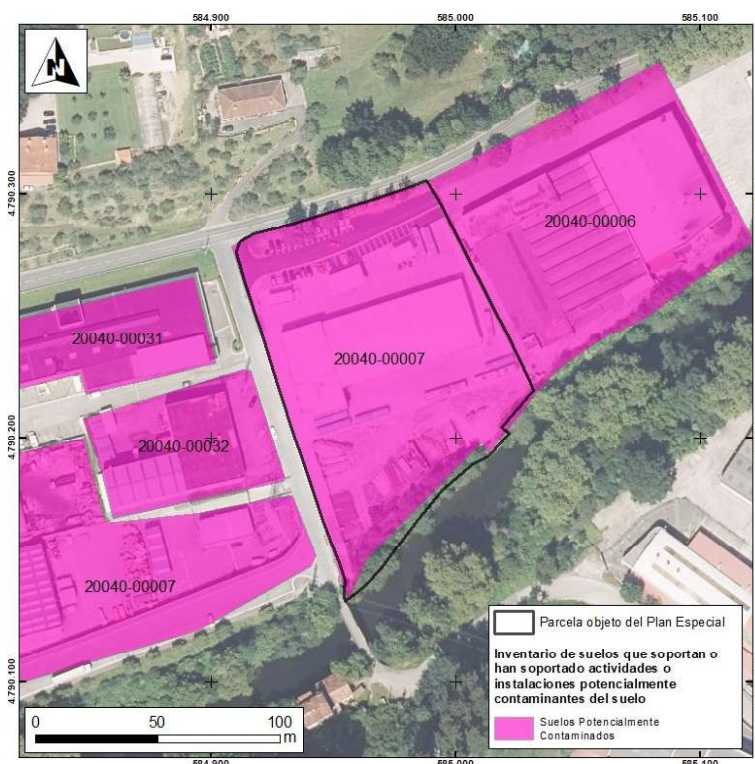 584.900 585.000 585.100
N
4.790.300
20040-00006
20040-00031
20040-00007
20040-00032
4.790.200
20040-00007
Parcela objeto del Plan Especial
Inventario de suelos que soportan o
han soportado actividades o
instalaciones potencialmente
contaminantes del suelo
Suelos Potencialmente
Contaminados
4.790.100
0 50 100
m
584.900 585.000 585.100